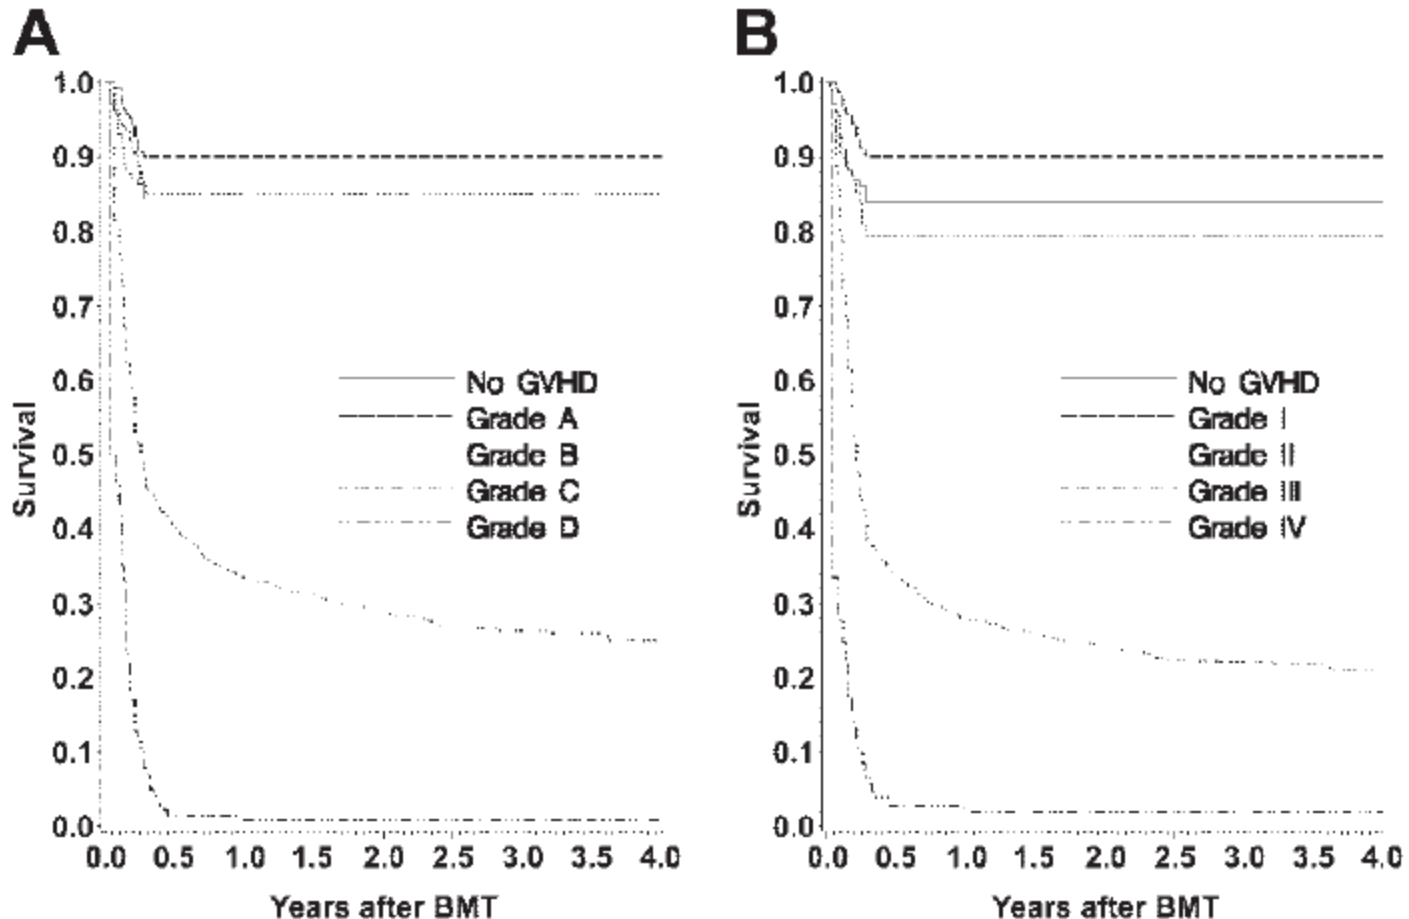 A
B
1.0
0.9
0.8
0.7
0.6
0.5
0.4
0.3
0.2
0.1
0.0
Survival
No GVHD
Grade A
Grade B
Grade C
Grade D
0.0 0.5 1.0 1.5 2.0 2.5 3.0 3.5 4.0
Years after BMT
1.0
0.9
0.8
0.7
0.6
0.5
0.4
0.3
0.2
0.1
0.0
Survival
No GVHD
Grade I
Grade II
Grade III
Grade IV
0.0 0.5 1.0 1.5 2.0 2.5 3.0 3.5 4.0
Years after BMT